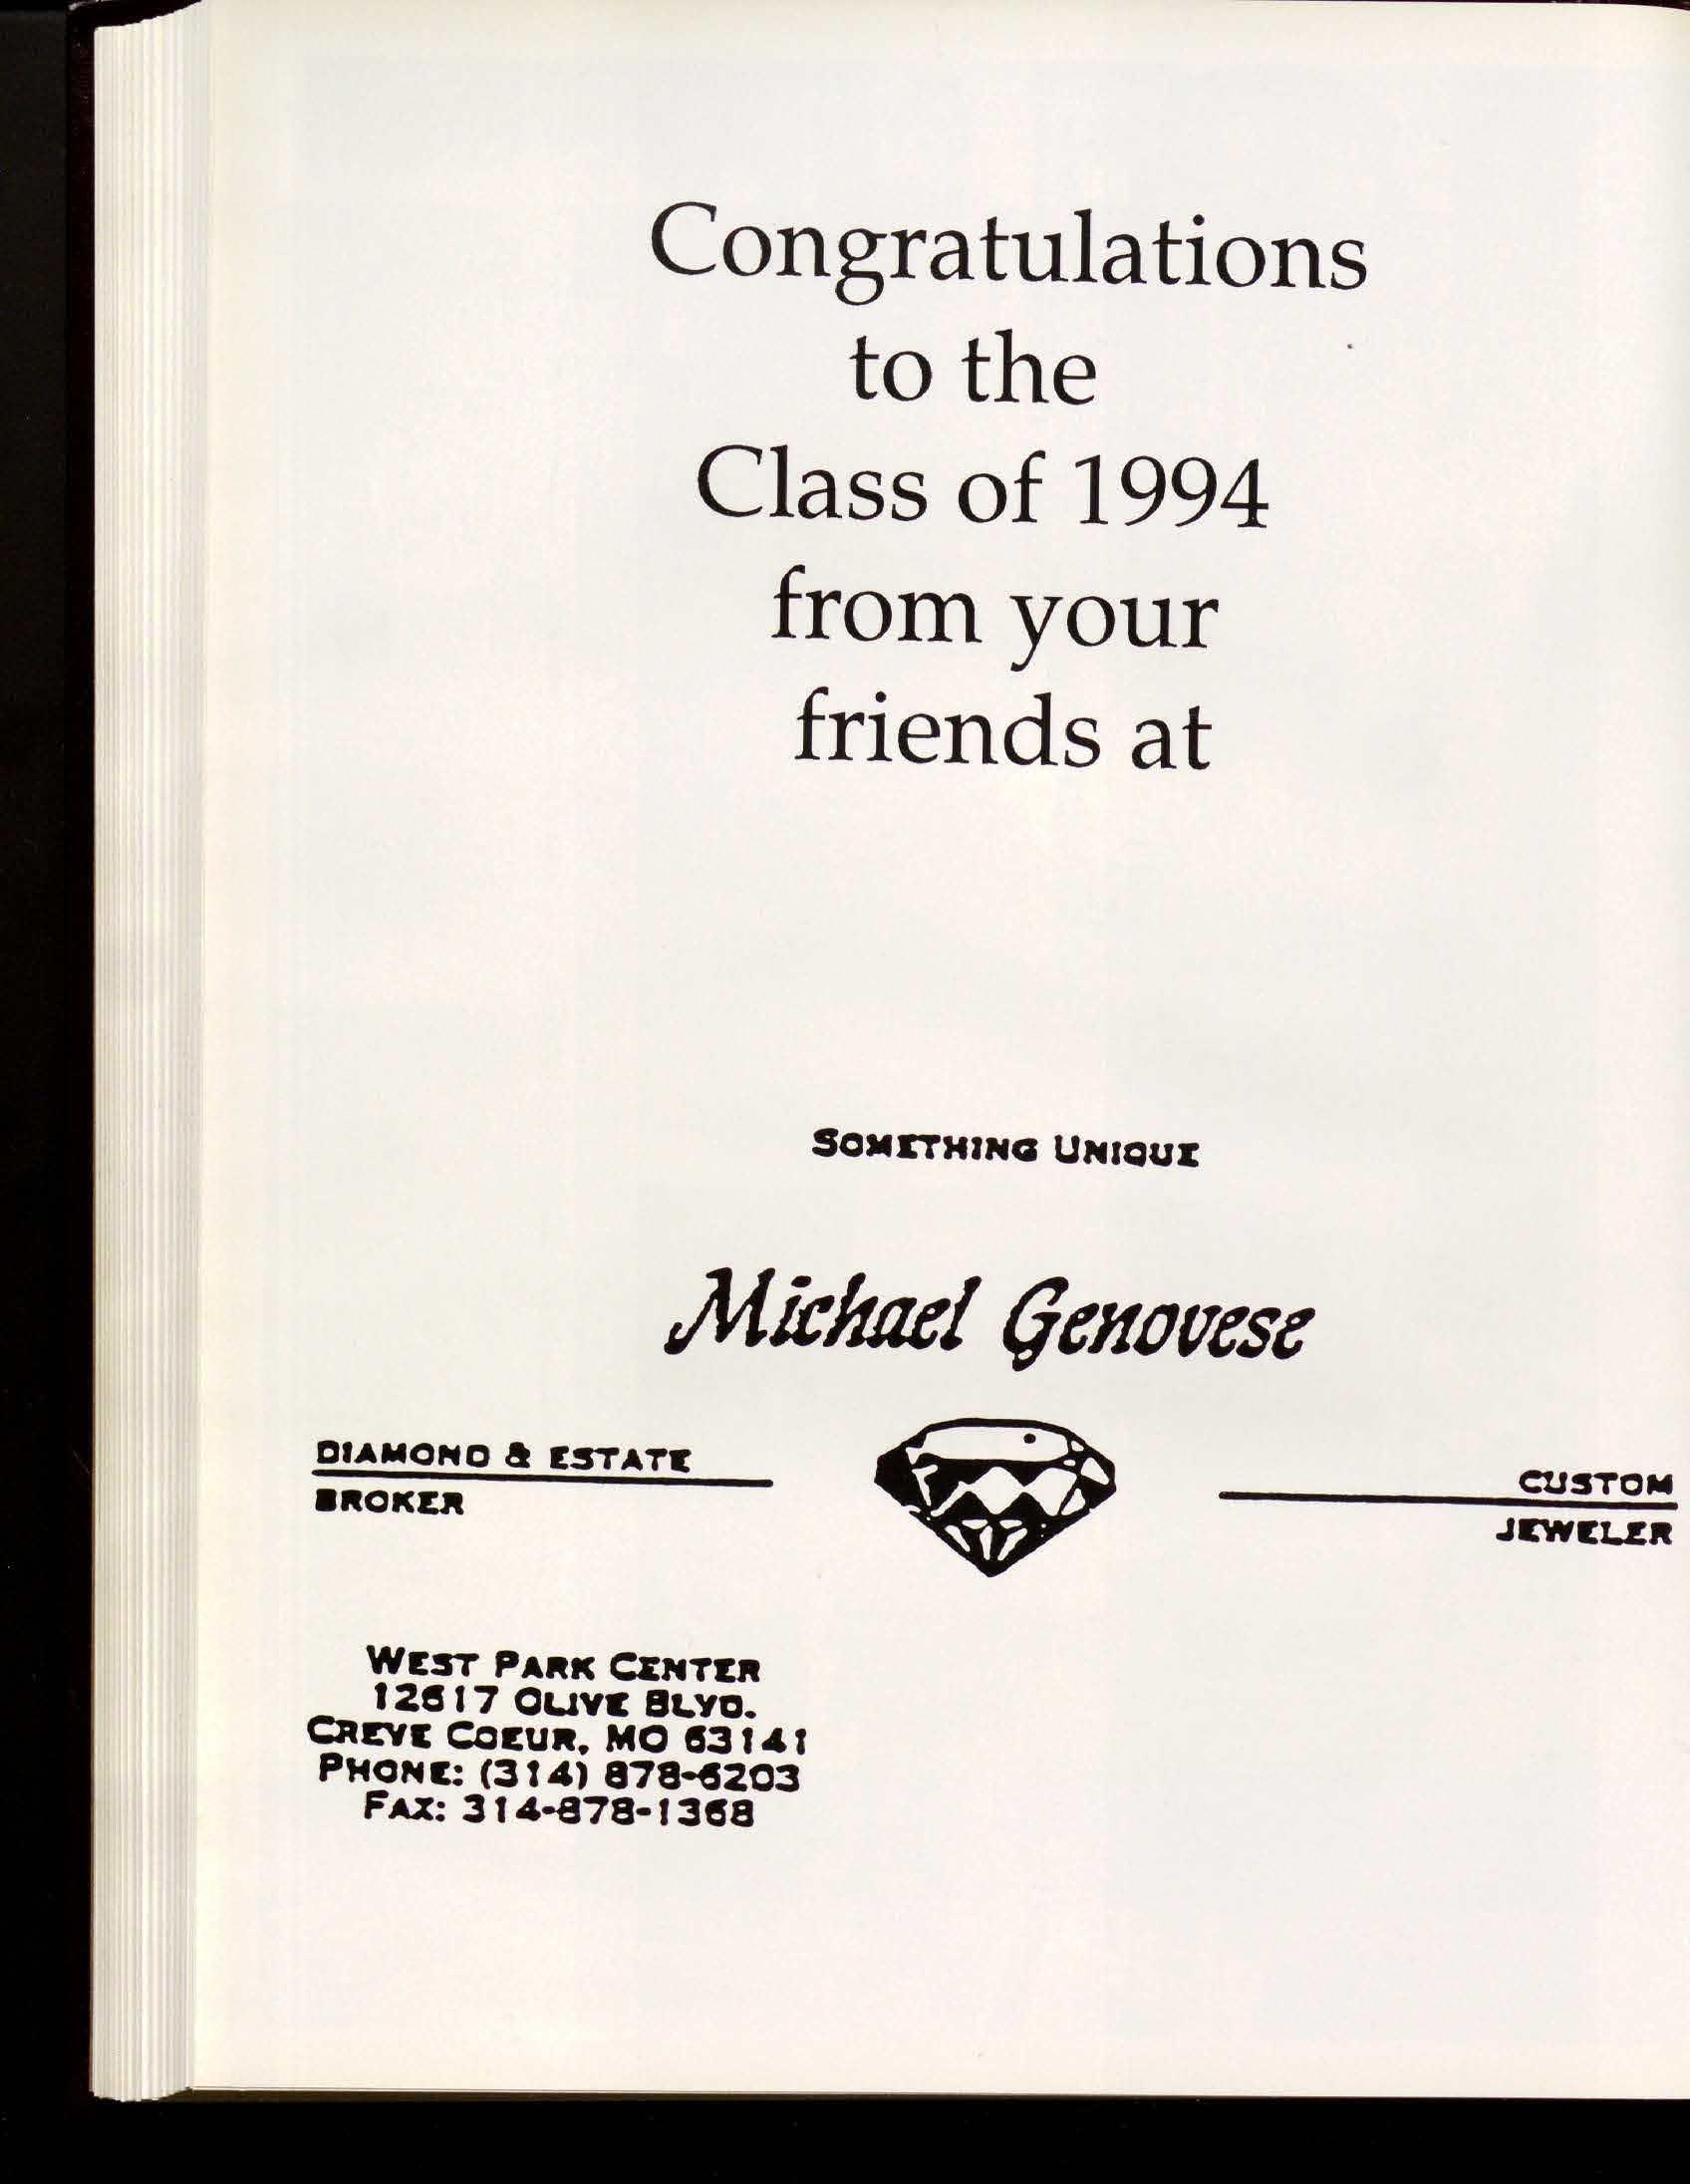 Congratulations
to the
Class of 1994
from your
friends at
SOMETHING UNIQUE
Michael Genovese
DIAMOND & ESTATE
BROKER
CUSTOM
JEWELER
WEST PARK CENTER
12617 OLIVE BLVD.
CREVE COEUR, MO 63141
PHONE: (314) 878-6203
FAX: 314-878-1368